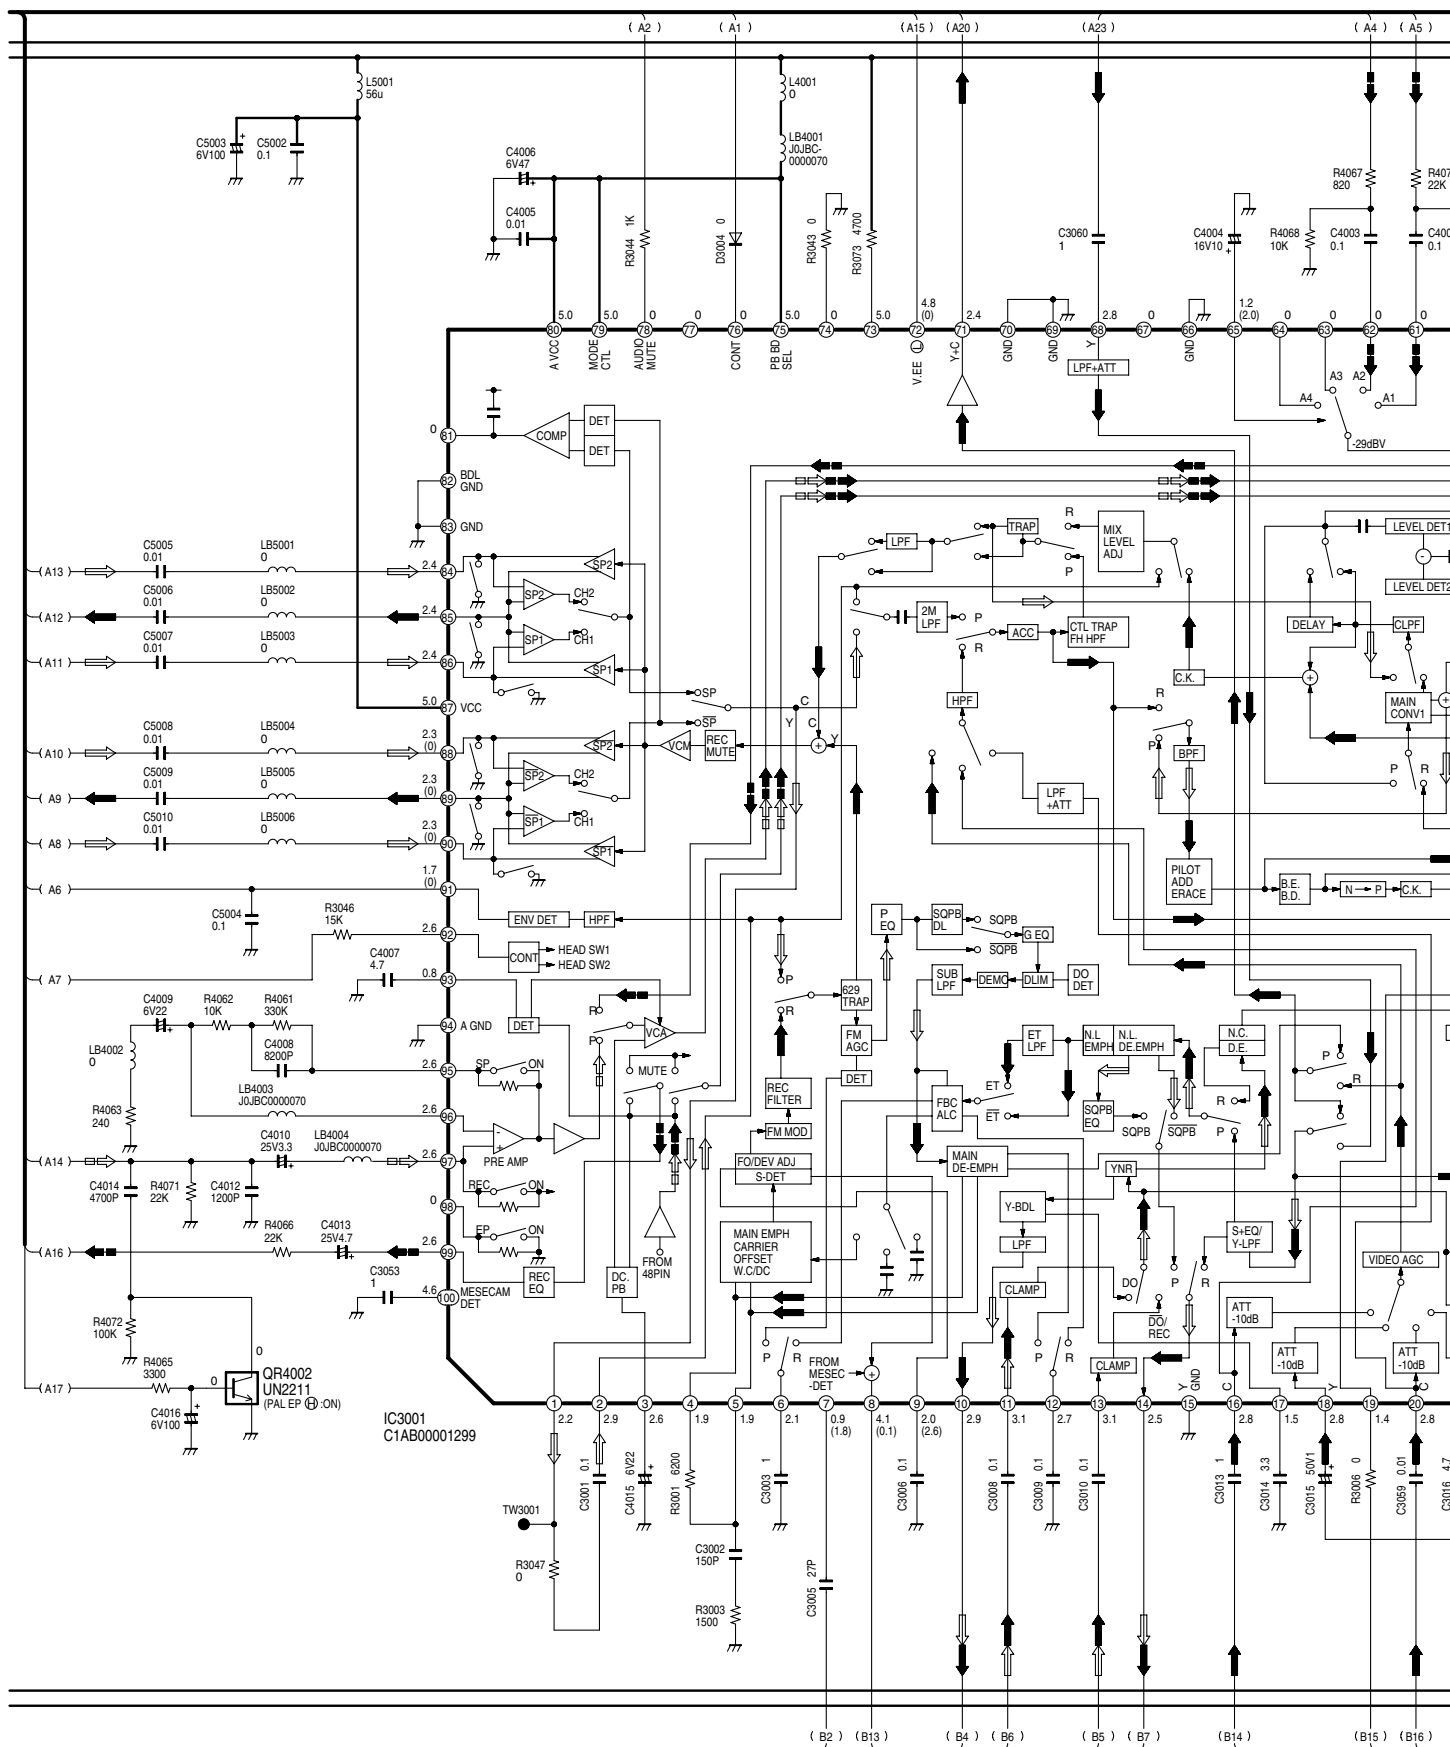 ( A2 ) ( A1 ) ( A15 ) ( A20 ) ( A23 ) ( A4 ) ( A5 )
L5001
56u
L4001
0
C5003
6V100
C5002
0.1
C4006
6V47
LB4001
J0JBC-
0000070
C4005
0.01
R3044 1K
D3004 0
R3043 0
R3073 4700
C3060
1
C4004
16V10
R4068
10K
R4067
820
C4003
0.1
22K
0.1
5.0 5.0 0 0 0 5.0 0 5.0 4.8 (0) 2.4 2.8 0 1.2 (2.0) 0 0 0 0
80 79 78 77 76 75 74 73 72 71 70 69 68 67 66 65 64 63 62 61
A VCC
MODE CTL
AUDIO MUTE
CONT
PB BD SEL
V.EE Ⓛ
Y+C
GND
GND
Y
GND
LPF+ATT
A4 A3 A2 A1
-29dBV
0 81
COMP
DET
DET
82 BDL GND
83 GND
C5005
0.01
LB5001
0
(A13) 2.4 84
C5006
0.01
LB5002
0
(A12) 2.4 85
C5007
0.01
LB5003
0
(A11) 2.4 86
5.0 87 VCC
C5008
0.01
LB5004
0
(A10) 2.3 (0) 88
C5009
0.01
LB5005
0
(A9) 2.3 (0) 89
C5010
0.01
LB5006
0
(A8) 2.3 (0) 90
(A6) 1.7 (0) 91
SP2 SP2 CH2
SP1 CH1
SP1
SP
SP
SP2 SP2 CH2
SP1 CH1
SP1
VCM
REC MUTE
C Y C Y
LPF
TRAP
R P
MIX LEVEL ADJ
2M LPF
P R
ACC
CTL TRAP FH HPF
HPF
C.K.
R P
BPF
LPF +ATT
LEVEL DET1
LEVEL DET2
DELAY
CLPF
MAIN CONV1
P R
PILOT ADD ERACE
B.E. B.D.
N P
C.K.
C5004
0.1
R3046
15K
(A7) 2.6 92
C4007
4.7
0.8 93
94 A GND
ENV DET
HPF
CONT
HEAD SW1
HEAD SW2
DET
VCA
R P
MUTE
P EQ
SQPB DL
SQPB
SQPB
G EQ
SUB LPF
DEMO
DLIM
DO DET
629 TRAP
P R
FM AGC
DET
REC FILTER
FM MOD
FO/DEV ADJ
S-DET
MAIN EMPH CARRIER OFFSET W.C/DC
ET LPF
ET
ET
FBC ALC
N.L EMPH
N.L. DE.EMPH
SQPB EQ
SQPB SQPB
N.C.
D.E.
R P
P R
MAIN DE-EMPH
YNR
Y-BDL
LPF
CLAMP
S+EQ/ Y-LPF
VIDEO AGC
DO
DO/ REC
P R
ATT -10dB
ATT -10dB
ATT -10dB
CLAMP
C4009
6V22
R4062
10K
R4061
330K
C4008
8200P
LB4002
0
LB4003
J0JBC0000070
R4063
240
C4010
25V3.3
LB4004
J0JBC0000070
(A14)
C4014
4700P
R4071
22K
C4012
1200P
R4066
22K
C4013
25V4.7
(A16)
C3053
1
2.6 95
2.6 96
2.6 97
0 98
2.6 99
4.6 100 MESECAM DET
SP ON
PRE AMP
REC ON
EP ON
REC EQ
DC. PB
FROM 48PIN
P R
FROM MESEC -DET
P R
R4072
100K
R4065
3300
(A17)
C4016
6V100
0
0
QR4002
UN2211
(PAL EP Ⓗ :ON)
IC3001
C1AB00001299
Y GND
C
Y
C
1 2 3 4 5 6 7 8 9 10 11 12 13 14 15 16 17 18 19 20
2.2 2.9 2.6 1.9 1.9 2.1 0.9 (1.8) 4.1 (0.1) 2.0 (2.6) 2.9 3.1 2.7 3.1 2.5 2.8 1.5 2.8 1.4 2.8
C3001 0.1
C4015 6V22
R3001 6200
C3003 1
C3006 0.1
C3008 0.1
C3009 0.1
C3010 0.1
C3013 1
C3014 3.3
C3015 50V1
R3006 0
C3059 0.01
C3016 4.7
TW3001
R3047
0
C3002
150P
R3003
1500
C3005 27P
( B2 ) ( B13 ) ( B4 ) ( B6 ) ( B5 ) ( B7 ) ( B14 ) ( B15 ) ( B16 )